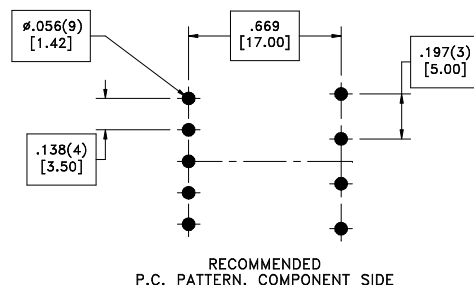 ø.056(9)
[1.42]
.669
[17.00]
.197(3)
[5.00]
.138(4)
[3.50]
RECOMMENDED
P.C. PATTERN, COMPONENT SIDE